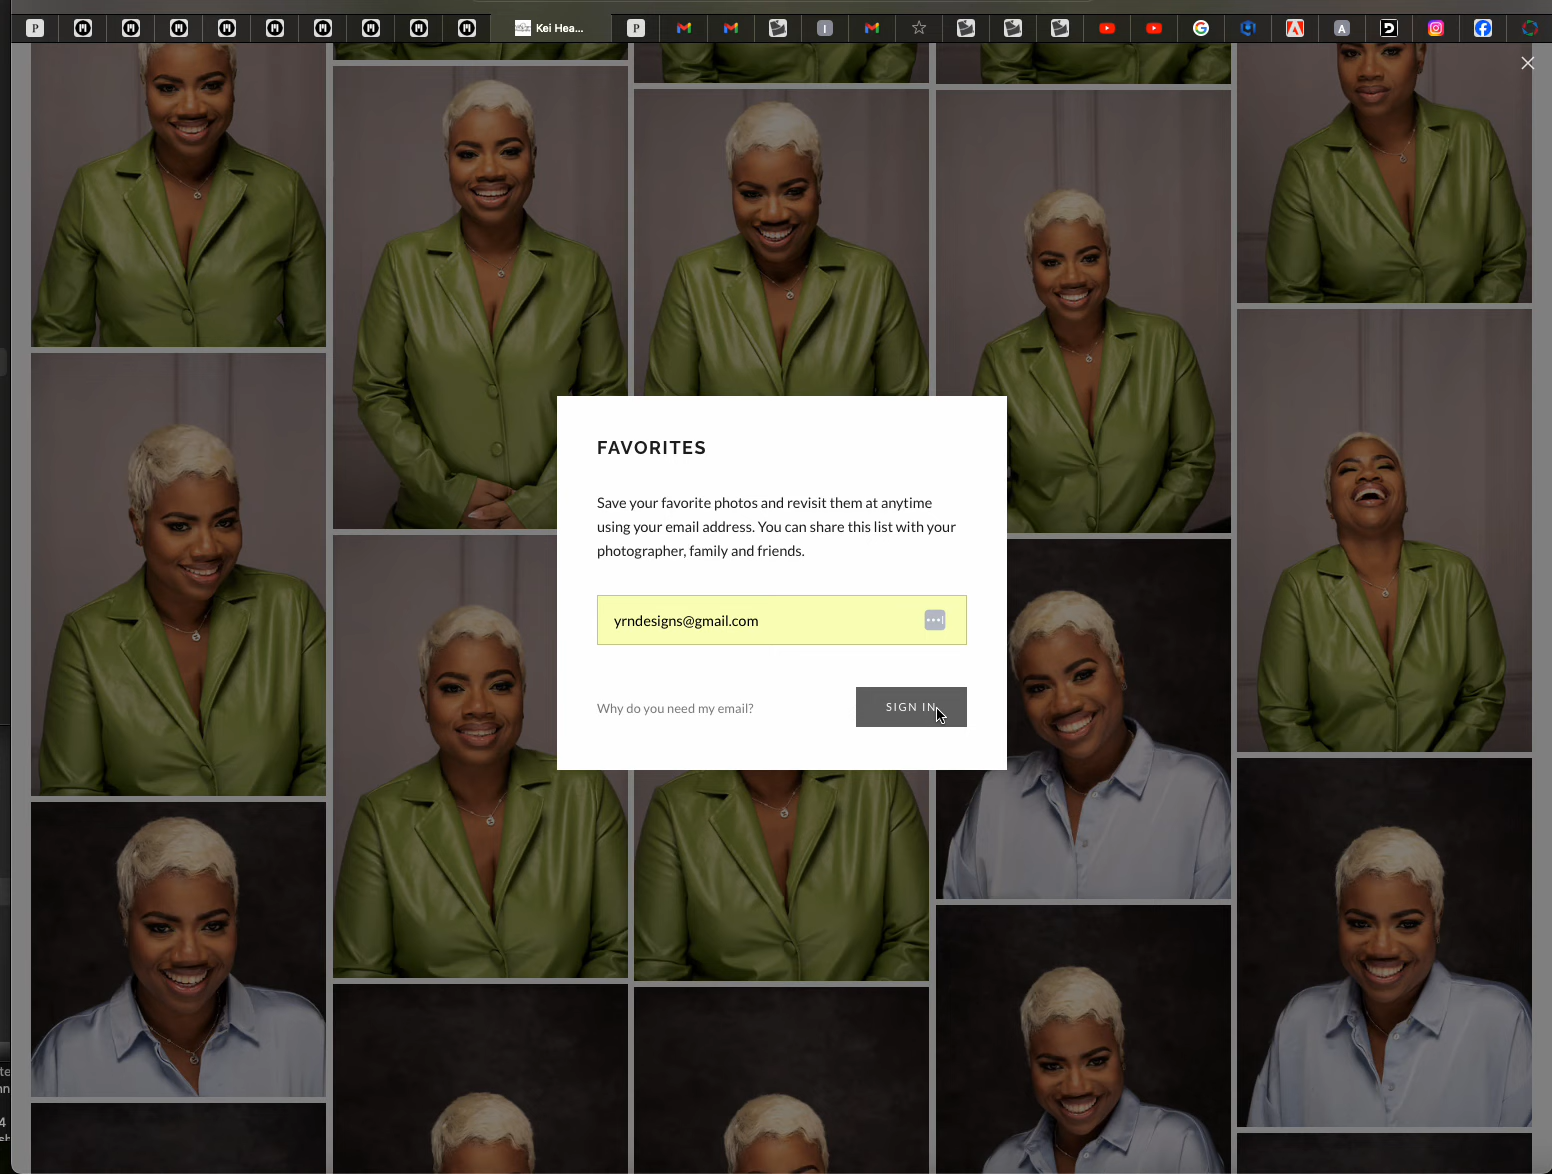 Kei Hea...
FAVORITES
Save your favorite photos and revisit them at anytime
using your email address. You can share this list with your
photographer, family and friends.
yrndesigns@gmail.com
Why do you need my email?
SIGN IN